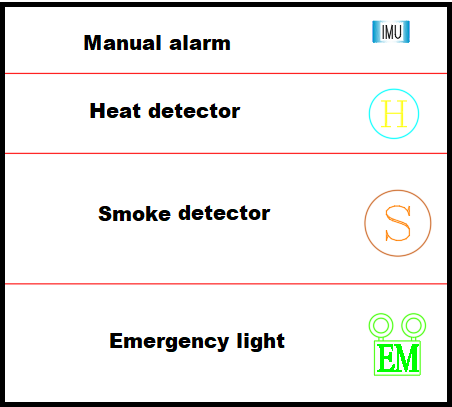 Manual alarm IMU
Heat detector H
Smoke detector S
Emergency light EM